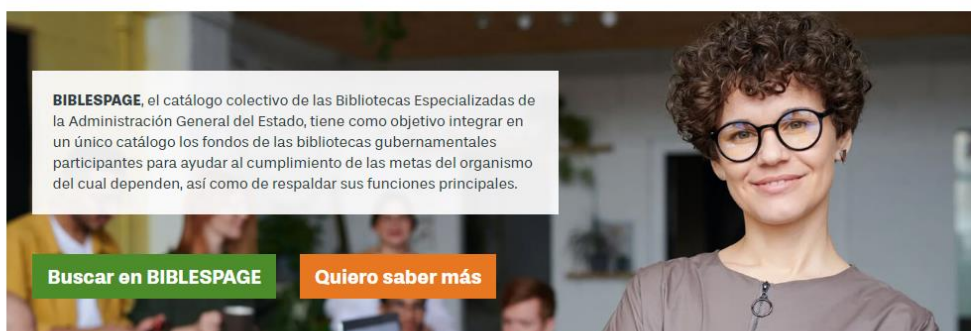 BIBLESPAGE, el catálogo colectivo de las Bibliotecas Especializadas de
la Administración General del Estado, tiene como objetivo integrar en
un único catálogo los fondos de las bibliotecas gubernamentales
participantes para ayudar al cumplimiento de las metas del organismo
del cual dependen, así como de respaldar sus funciones principales.
Buscar en BIBLESPAGE
Quiero saber más